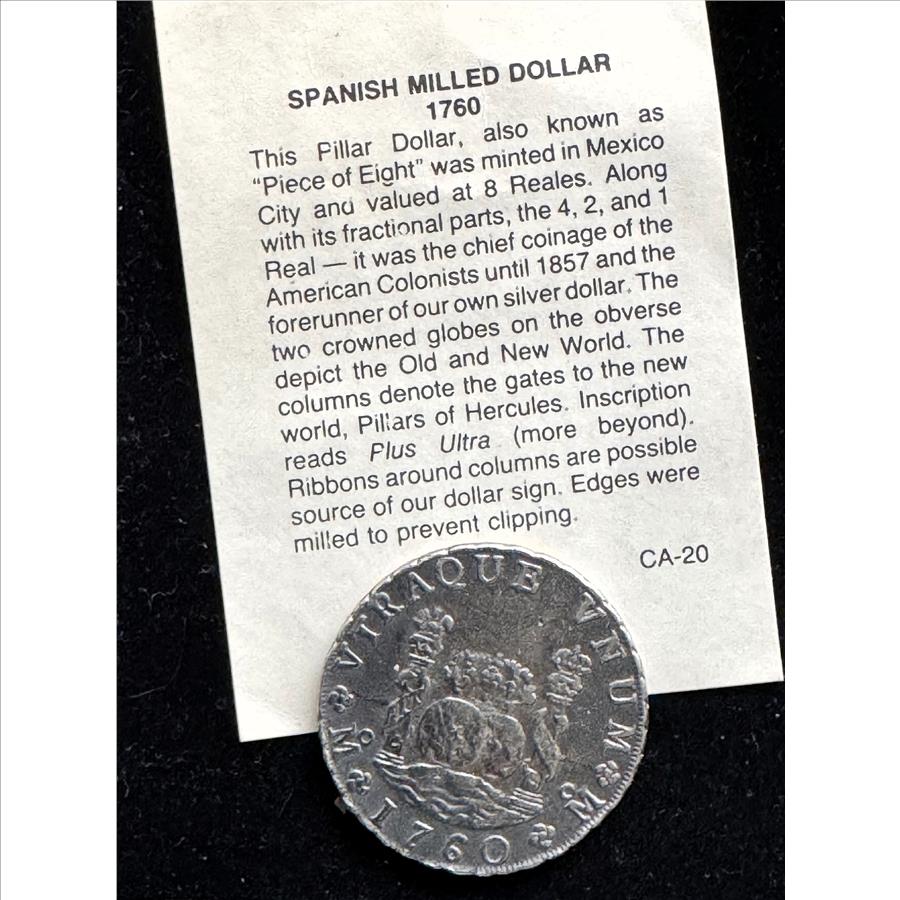 SPANISH MILLED DOLLAR
1760
This Pillar Dollar, also known as
"Piece of Eight" was minted in Mexico
City and valued at 8 Reales. Along
with its fractional parts, the 4, 2, and 1
Real — it was the chief coinage of the
American Colonists until 1857 and the
forerunner of our own silver dollar. The
two crowned globes on the obverse
depict the Old and New World. The
columns denote the gates to the new
world, Pillars of Hercules. Inscription
reads Plus Ultra (more beyond).
Ribbons around columns are possible
source of our dollar sign. Edges were
milled to prevent clipping.
CA-20
VTRAQUE VNUM
M 1760 M